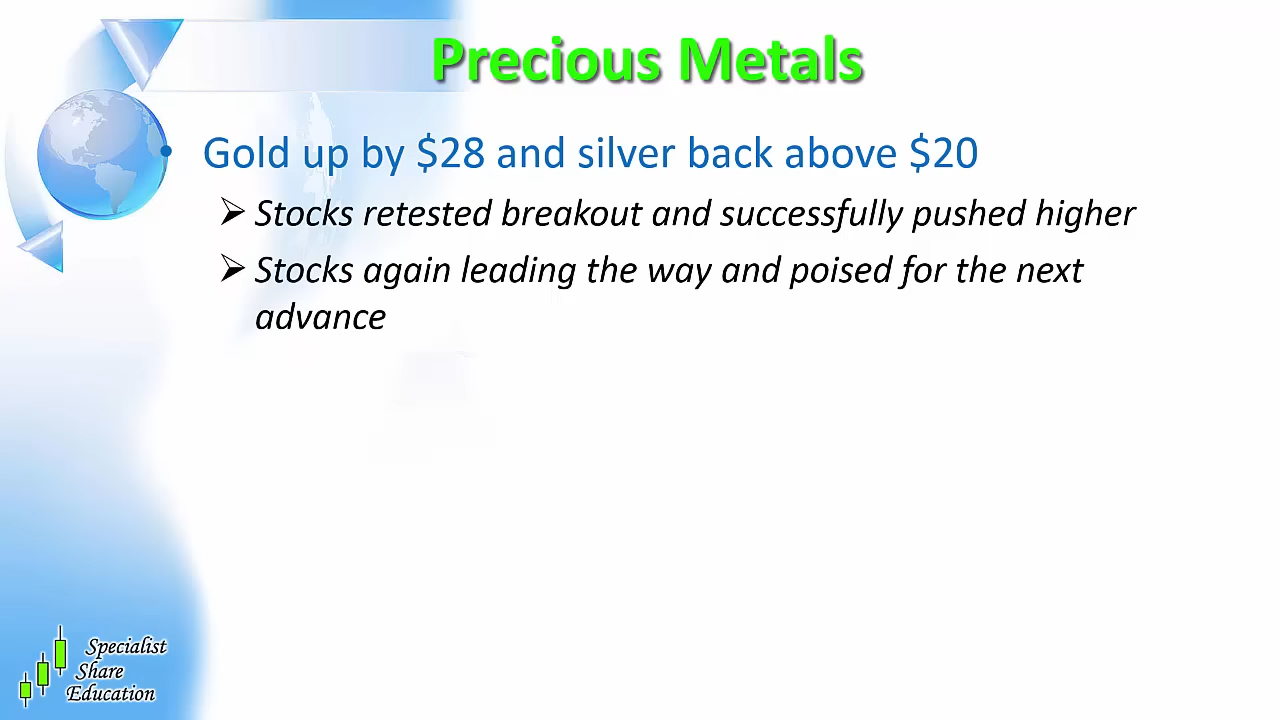 Precious Metals
• Gold up by $28 and silver back above $20
➢ Stocks retested breakout and successfully pushed higher
➢ Stocks again leading the way and poised for the next
advance
Specialist
Share
Education